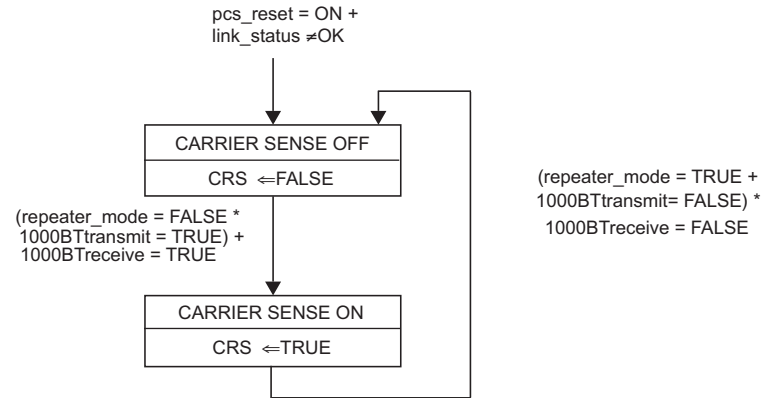 pcs_reset = ON +
link_status ≠OK
CARRIER SENSE OFF
CRS ⇐FALSE
(repeater_mode = FALSE *
1000BTtransmit = TRUE) +
1000BTreceive = TRUE
(repeater_mode = TRUE +
1000BTtransmit= FALSE) *
1000BTreceive = FALSE
CARRIER SENSE ON
CRS ⇐TRUE